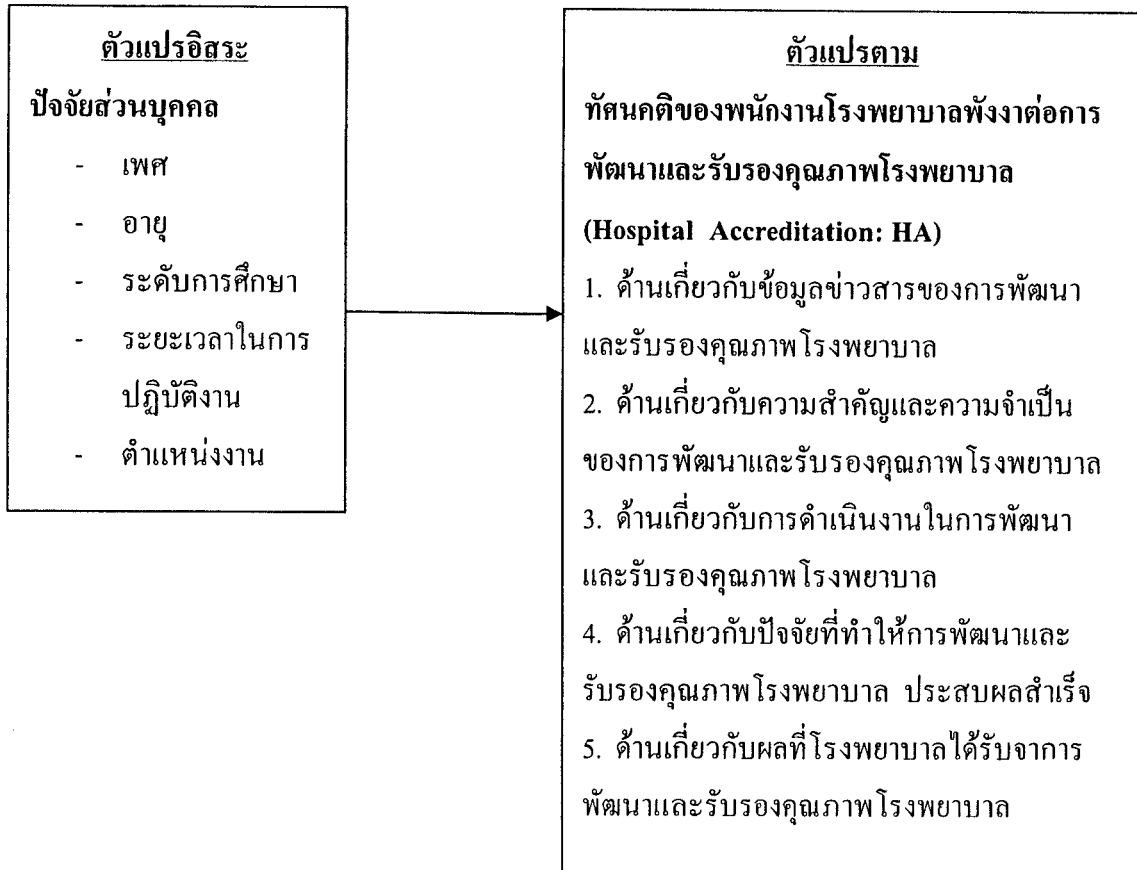 ตัวแปรอิสระ
ปัจจัยส่วนบุคคล
- เพศ
- อายุ
- ระดับการศึกษา
- ระยะเวลาในการ
ปฏิบัติงาน
- ตำแหน่งงาน
ตัวแปรตาม
ทัศนคติของพนักงานโรงพยาบาลพังงาต่อการ
พัฒนาและรับรองคุณภาพโรงพยาบาล
(Hospital Accreditation: HA)
1. ด้านเกี่ยวกับข้อมูลข่าวสารของการพัฒนา
และรับรองคุณภาพโรงพยาบาล
2. ด้านเกี่ยวกับความสำคัญและความจำเป็น
ของการพัฒนาและรับรองคุณภาพโรงพยาบาล
3. ด้านเกี่ยวกับการดำเนินงานในการพัฒนา
และรับรองคุณภาพโรงพยาบาล
4. ด้านเกี่ยวกับปัจจัยที่ทำให้การพัฒนาและ
รับรองคุณภาพโรงพยาบาล ประสบผลสำเร็จ
5. ด้านเกี่ยวกับผลที่โรงพยาบาลได้รับจาการ
พัฒนาและรับรองคุณภาพโรงพยาบาล